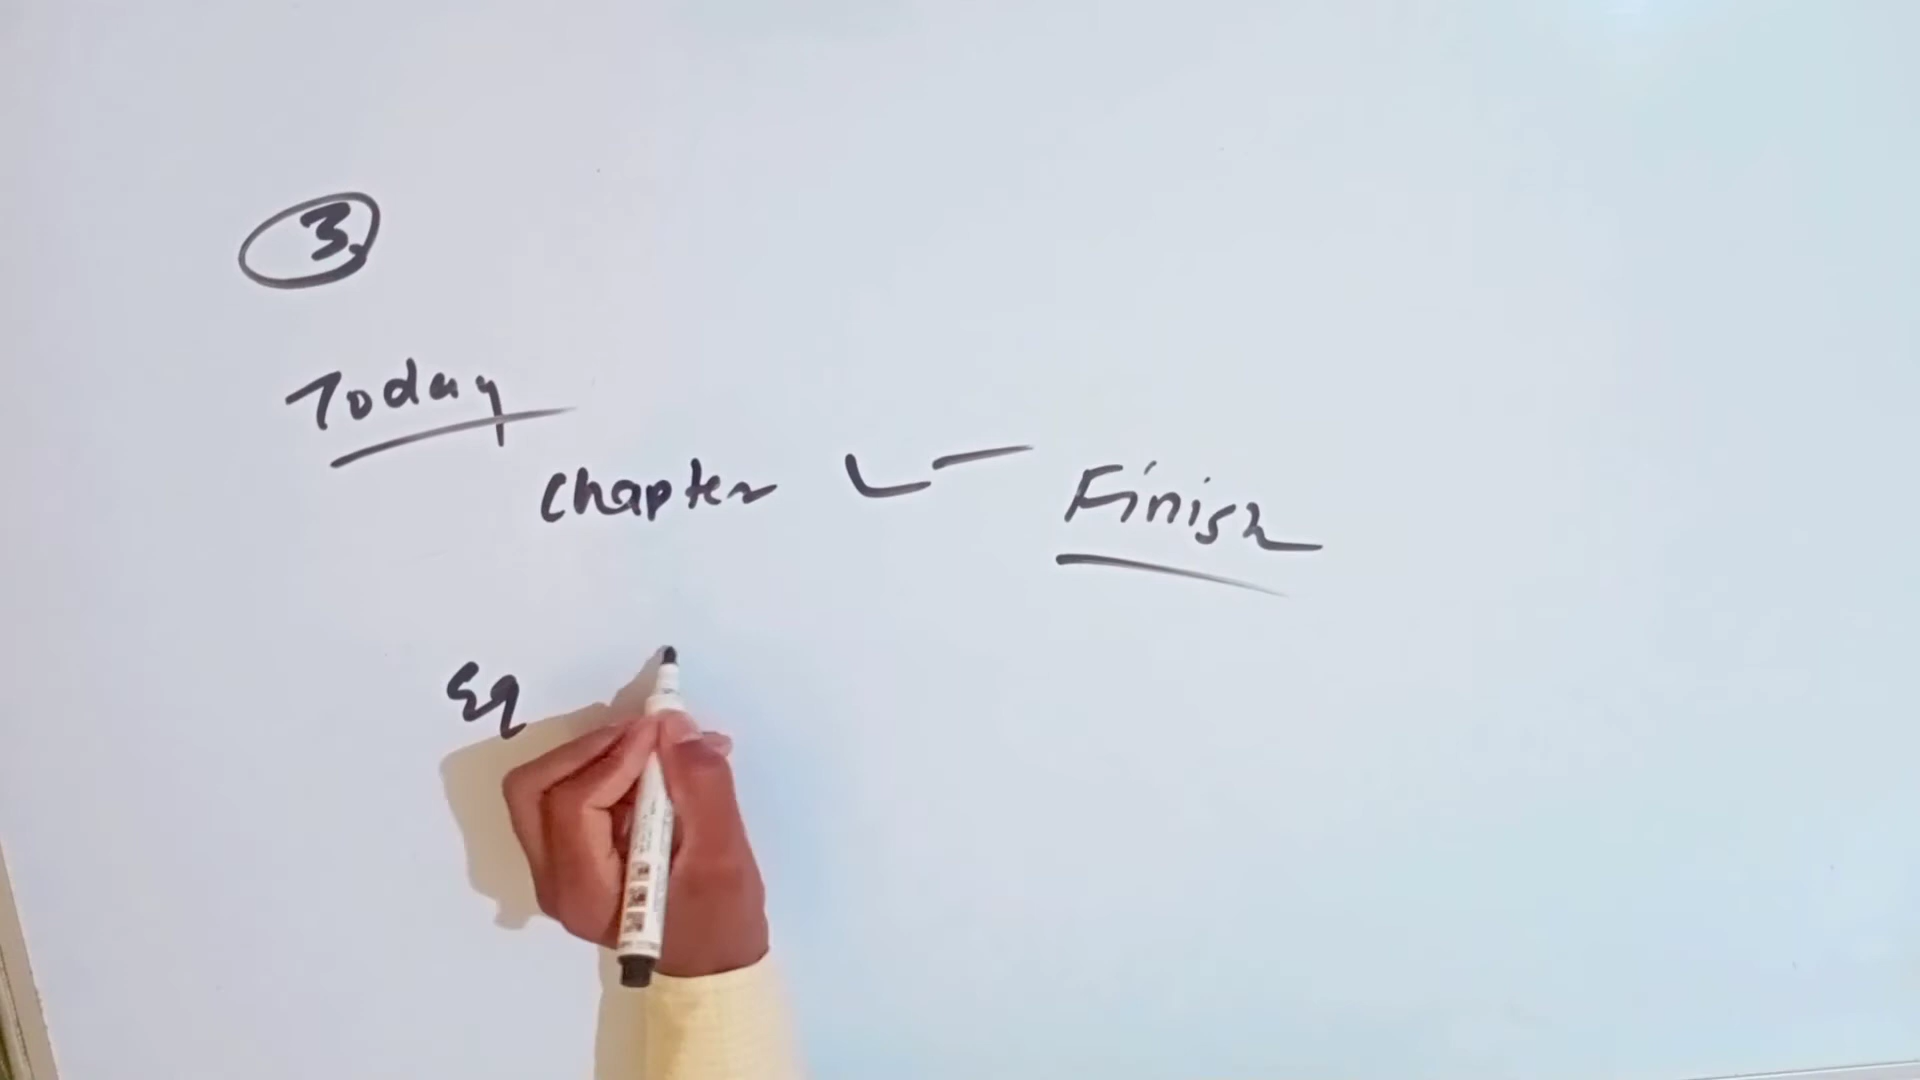 3.
Today
Chapter ✓ Finish
Eq